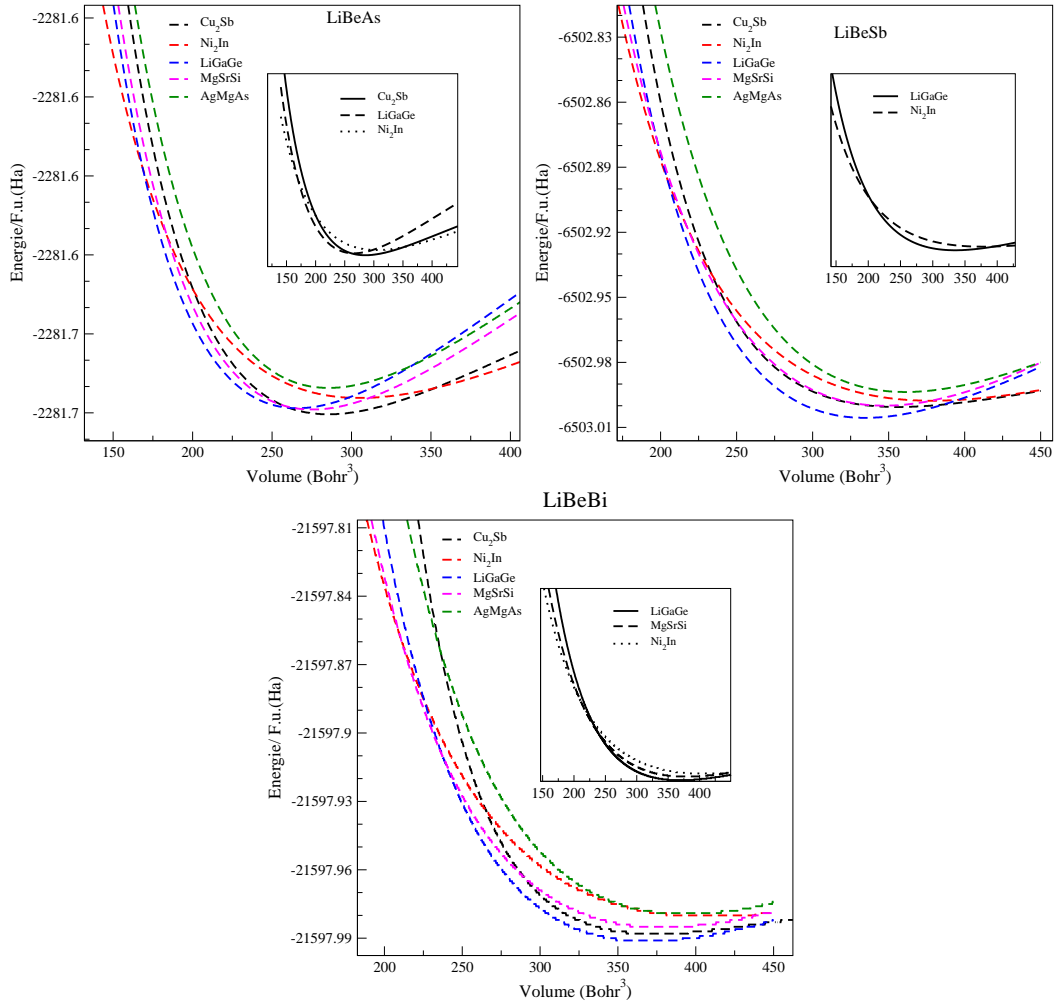 LiBeAs
Energie/F.u.(Ha)
-2281.6
-2281.6
-2281.6
-2281.6
-2281.7
-2281.7
Cu₂Sb
Ni₂In
LiGaGe
MgSrSi
AgMgAs
Cu₂Sb
LiGaGe
Ni₂In
150 200 250 300 350 400
150 200 250 300 350 400
Volume (Bohr³)
LiBeSb
Energie/F.u.(Ha)
-6502.83
-6502.86
-6502.89
-6502.92
-6502.95
-6502.98
-6503.01
Cu₂Sb
Ni₂In
LiGaGe
MgSrSi
AgMgAs
LiGaGe
Ni₂In
150 200 250 300 350 400
200 250 300 350 400 450
Volume (Bohr³)
LiBeBi
Energie/ F.u.(Ha)
-21597.81
-21597.84
-21597.87
-21597.9
-21597.93
-21597.96
-21597.99
Cu₂Sb
Ni₂In
LiGaGe
MgSrSi
AgMgAs
LiGaGe
MgSrSi
Ni₂In
150 200 250 300 350 400
200 250 300 350 400 450
Volume (Bohr³)